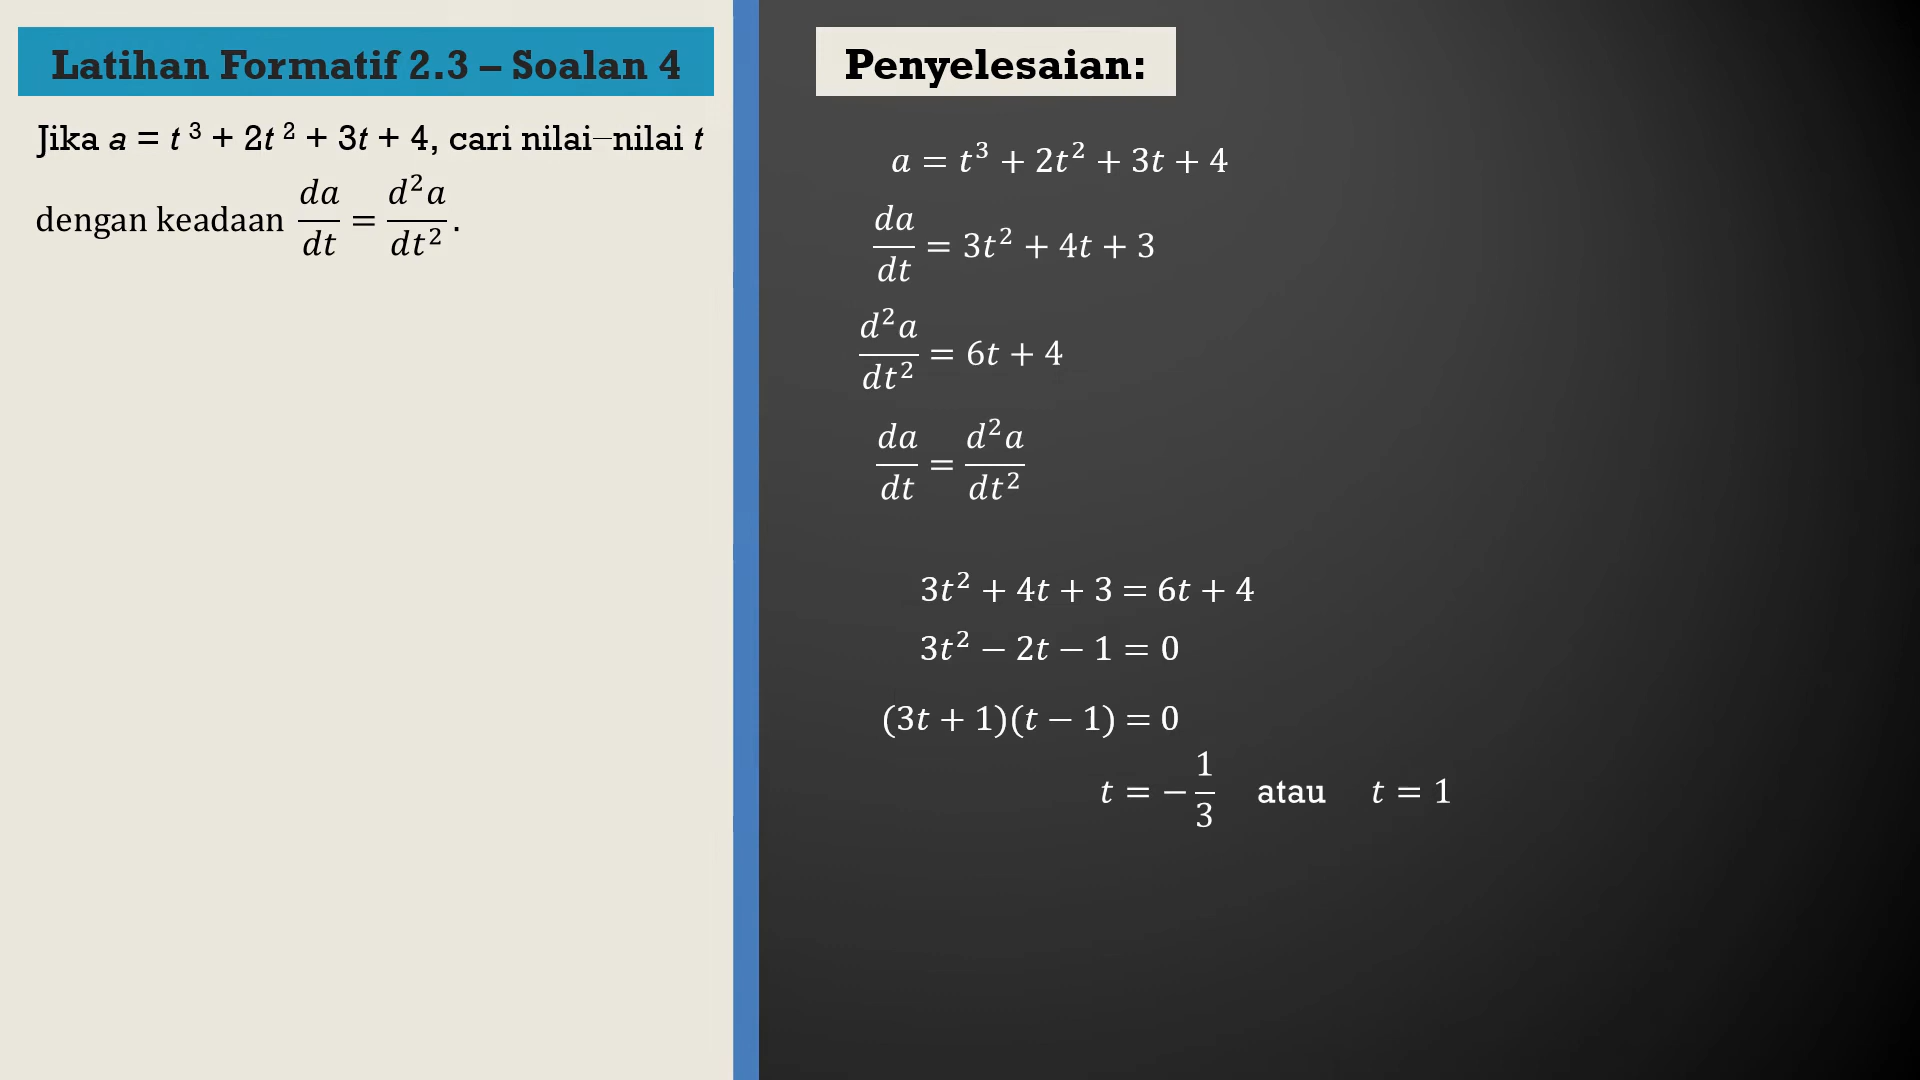 Latihan Formatif 2.3 – Soalan 4
Jika a = t³ + 2t² + 3t + 4, cari nilai–nilai t
dengan keadaan da/dt = d²a/dt².
Penyelesaian:
a = t³ + 2t² + 3t + 4
da/dt = 3t² + 4t + 3
d²a/dt² = 6t + 4
da/dt = d²a/dt²
3t² + 4t + 3 = 6t + 4
3t² − 2t − 1 = 0
(3t + 1)(t − 1) = 0
t = −1/3 atau t = 1